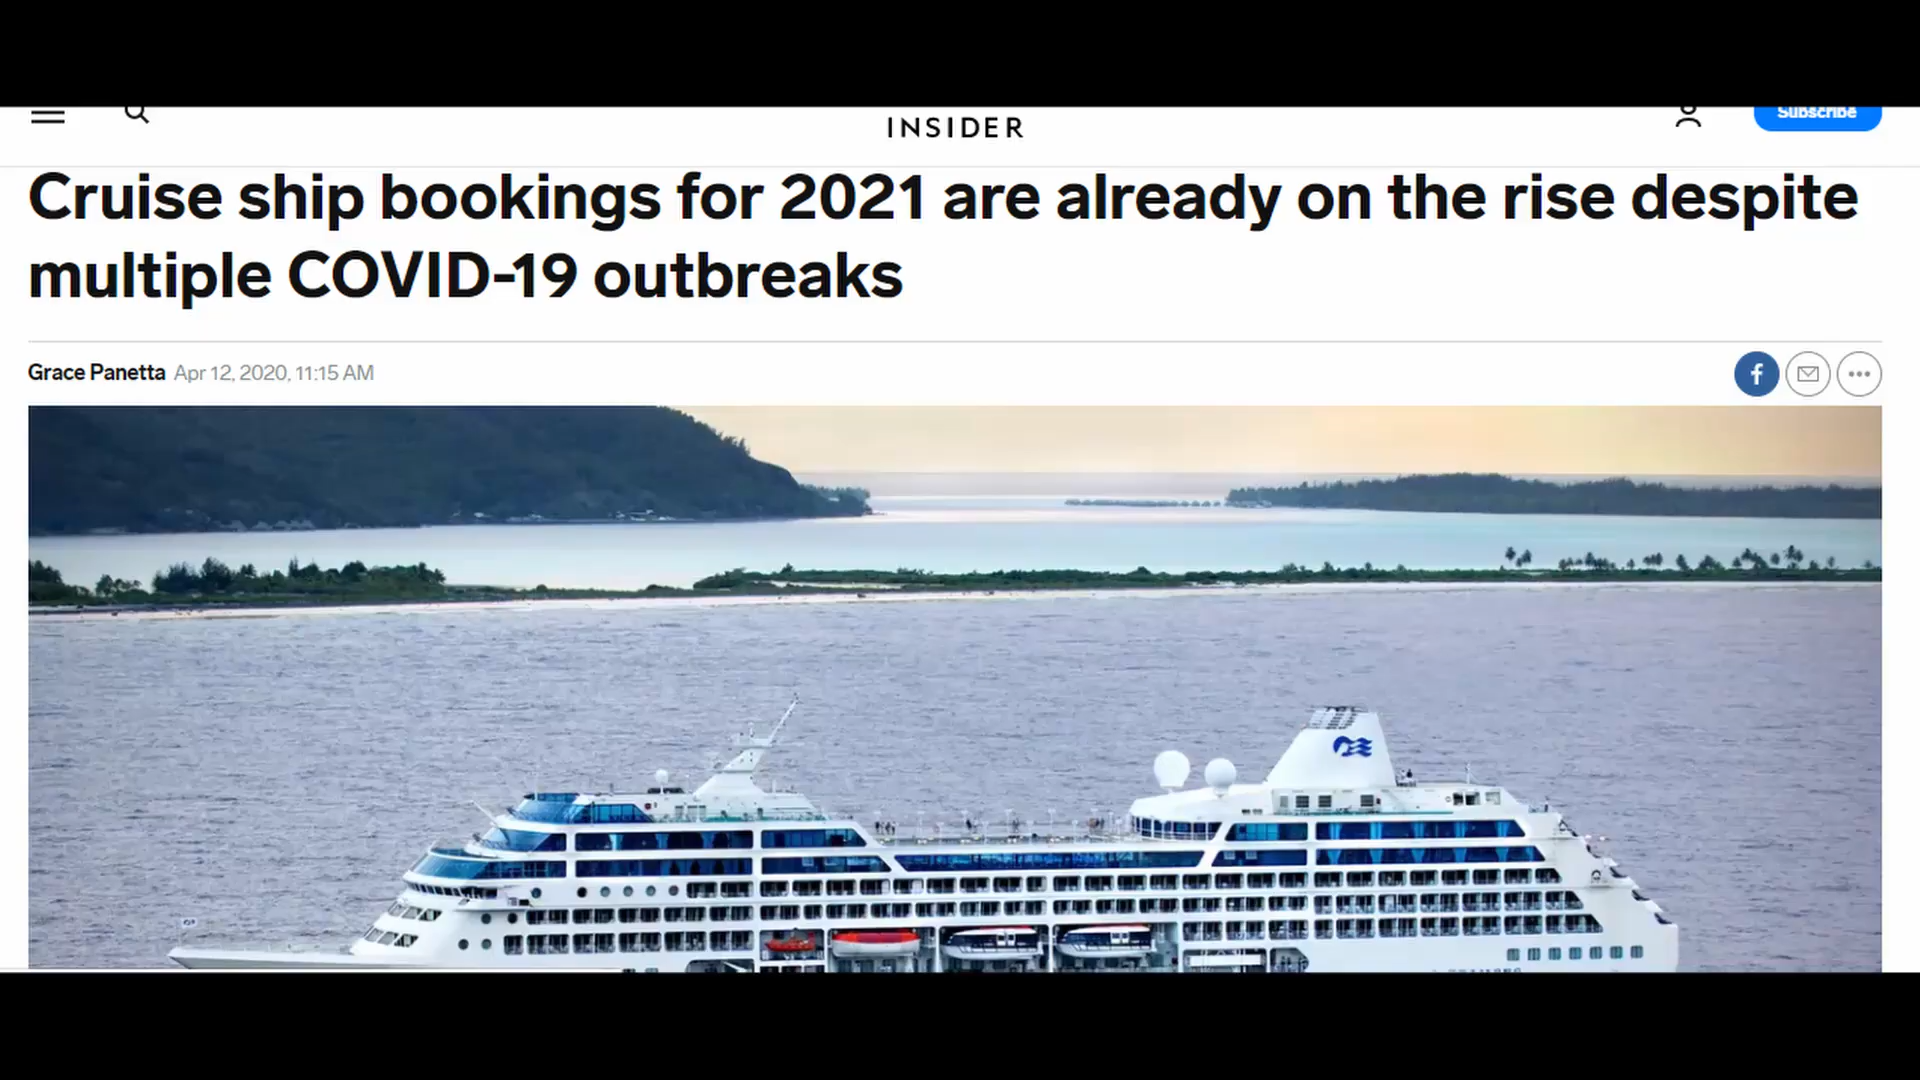 INSIDER
Subscribe
Cruise ship bookings for 2021 are already on the rise despite
multiple COVID-19 outbreaks
Grace Panetta Apr 12, 2020, 11:15 AM